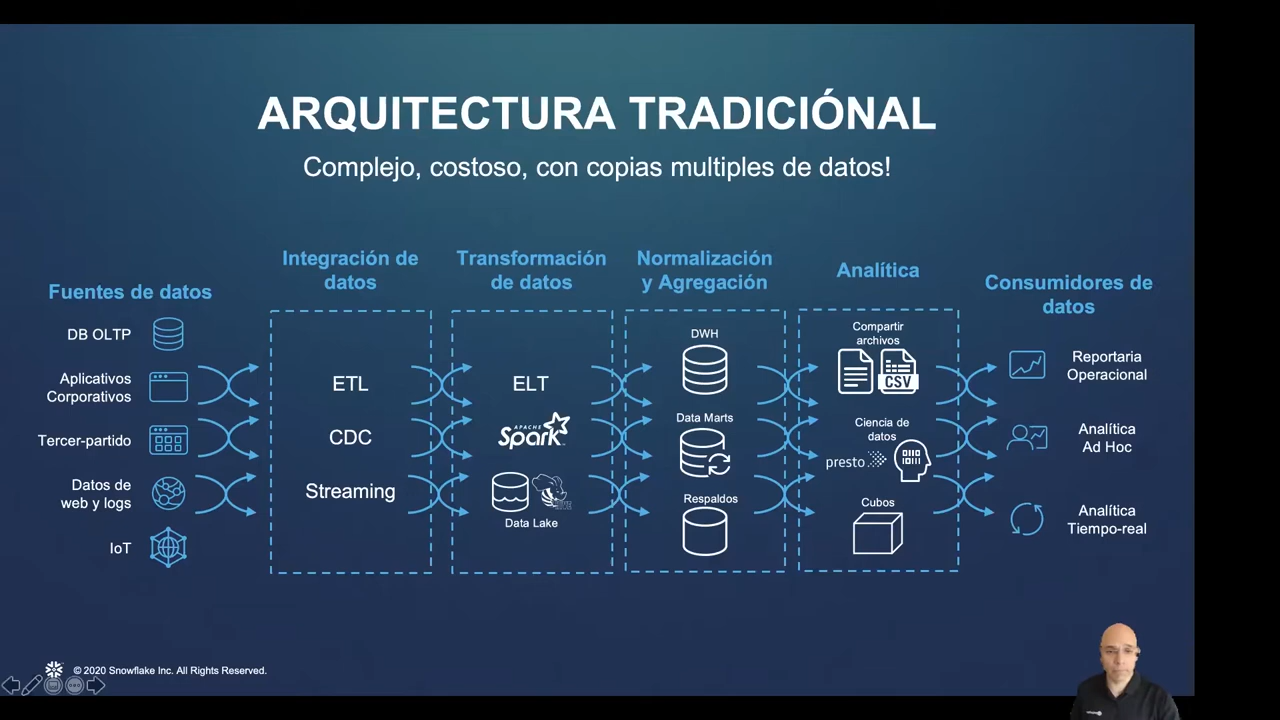 ARQUITECTURA TRADICIÓNAL
Complejo, costoso, con copias multiples de datos!
Fuentes de datos
DB OLTP
Aplicativos
Corporativos
Tercer-partido
Datos de
web y logs
IoT
Integración de
datos
ETL
CDC
Streaming
Transformación
de datos
ELT
APACHE
Spark
HIVE
Data Lake
Normalización
y Agregación
DWH
Data Marts
Respaldos
Analítica
Compartir
archivos
CSV
Ciencia de
datos
presto
Cubos
Consumidores de
datos
Reportaria
Operacional
Analítica
Ad Hoc
Analítica
Tiempo-real
© 2020 Snowflake Inc. All Rights Reserved.